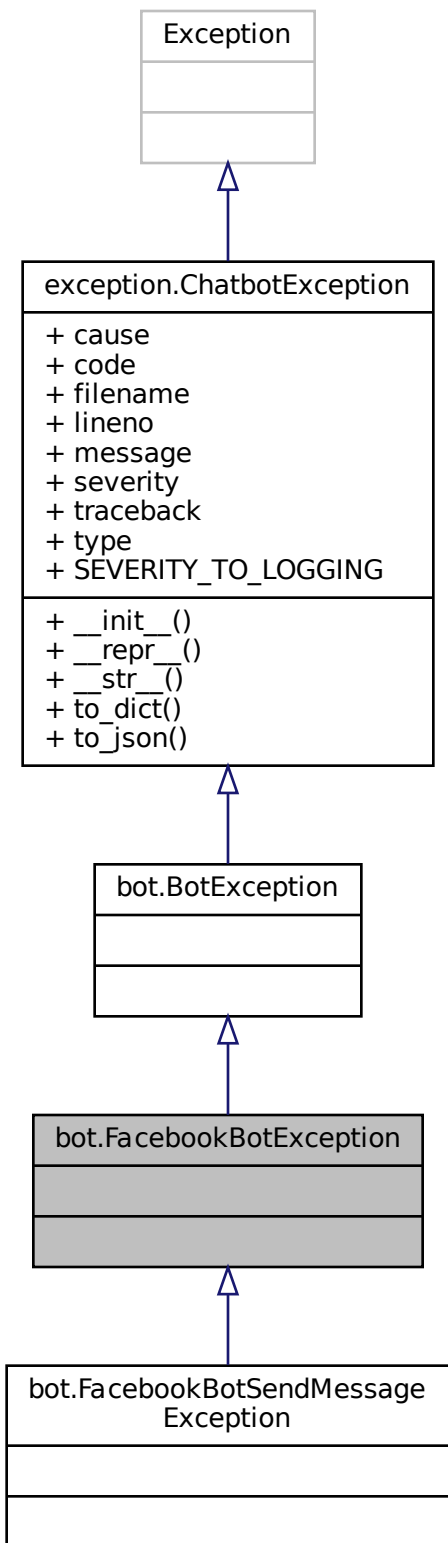 Exception
exception.ChatbotException
+ cause
+ code
+ filename
+ lineno
+ message
+ severity
+ traceback
+ type
+ SEVERITY_TO_LOGGING
+ __init__()
+ __repr__()
+ __str__()
+ to_dict()
+ to_json()
bot.BotException
bot.FacebookBotException
bot.FacebookBotSendMessage
Exception